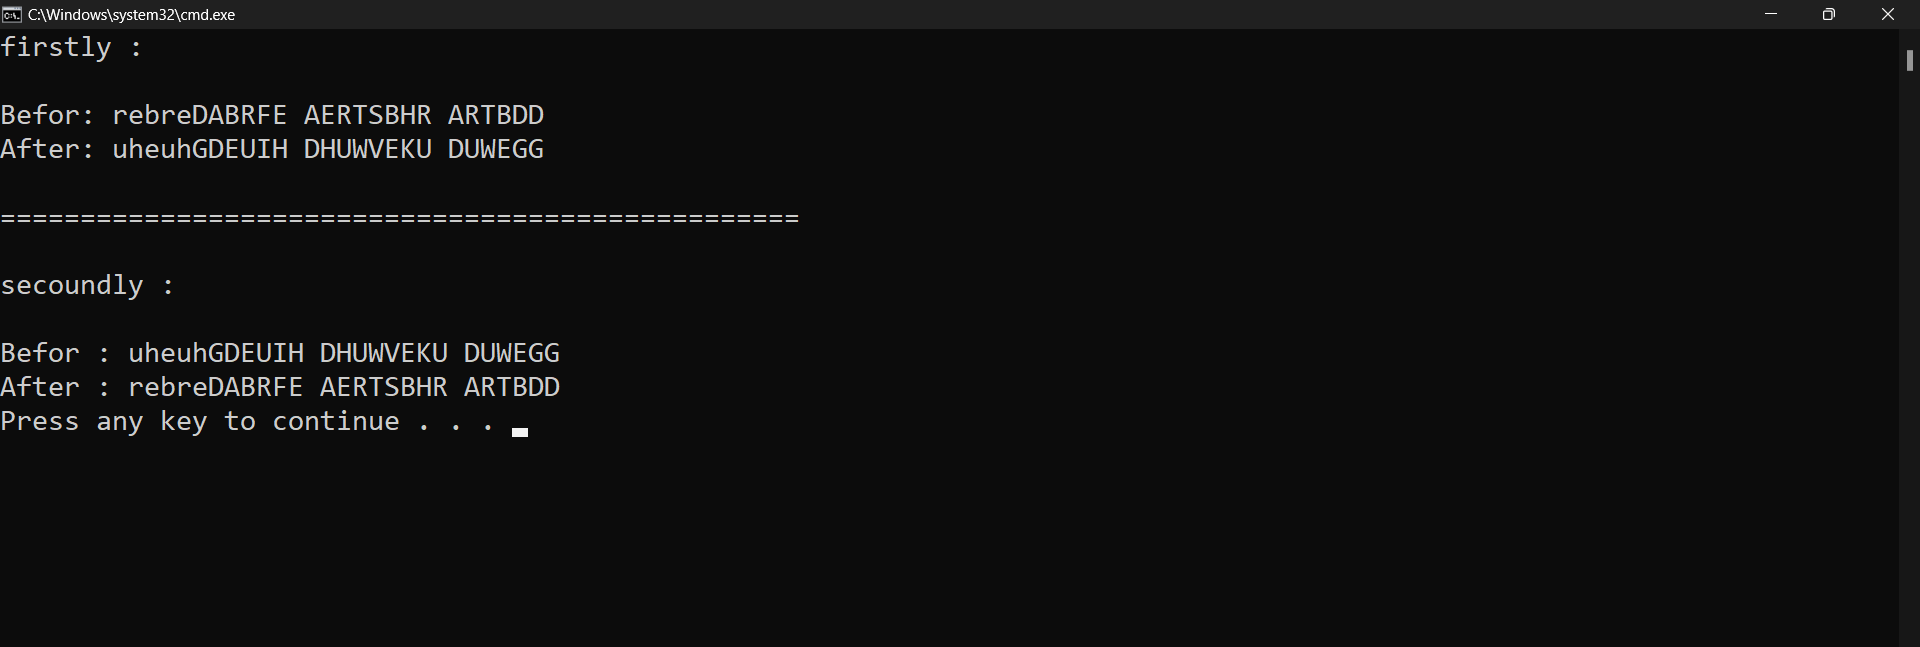 C:\Windows\system32\cmd.exe
firstly :
Befor: rebreDABRFE AERTSBHR ARTBDD
After: uheuhGDEUIH DHUWVEKU DUWEGG
==================================================
secoundly :
Befor : uheuhGDEUIH DHUWVEKU DUWEGG
After : rebreDABRFE AERTSBHR ARTBDD
Press any key to continue . . .